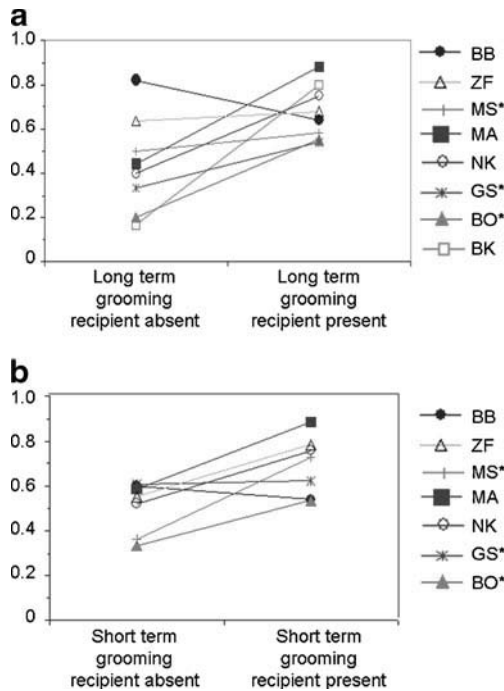 a
1.0
0.8
0.6
0.4
0.2
0
Long term
grooming
recipient absent
Long term
grooming
recipient present
BB
ZF
MS*
MA
NK
GS*
BO*
BK
b
1.0
0.8
0.6
0.4
0.2
0
Short term
grooming
recipient absent
Short term
grooming
recipient present
BB
ZF
MS*
MA
NK
GS*
BO*